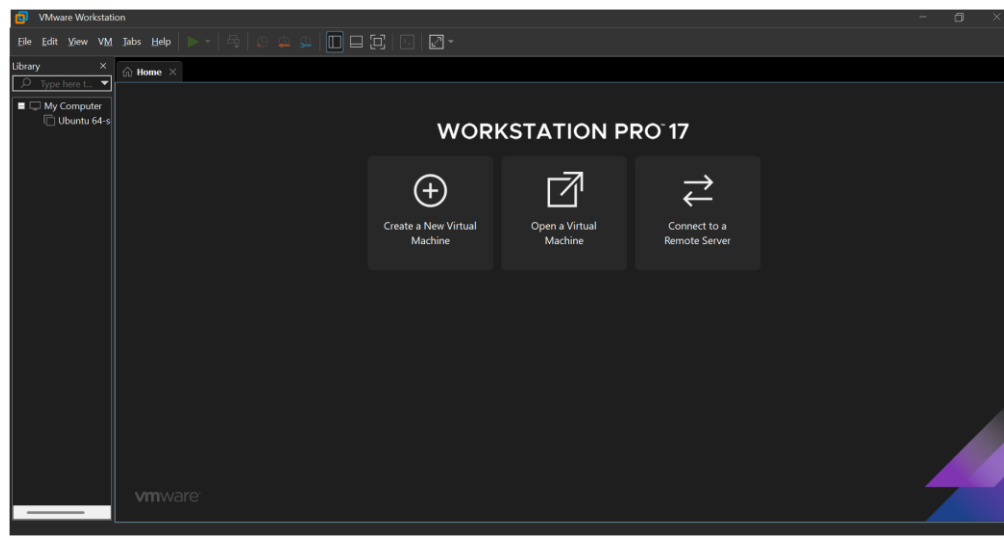 VMware Workstation
File Edit View VM Tabs Help
Library
Type here t...
Home
My Computer
Ubuntu 64-s
WORKSTATION PRO™ 17
Create a New Virtual
Machine
Open a Virtual
Machine
Connect to a
Remote Server
vmware